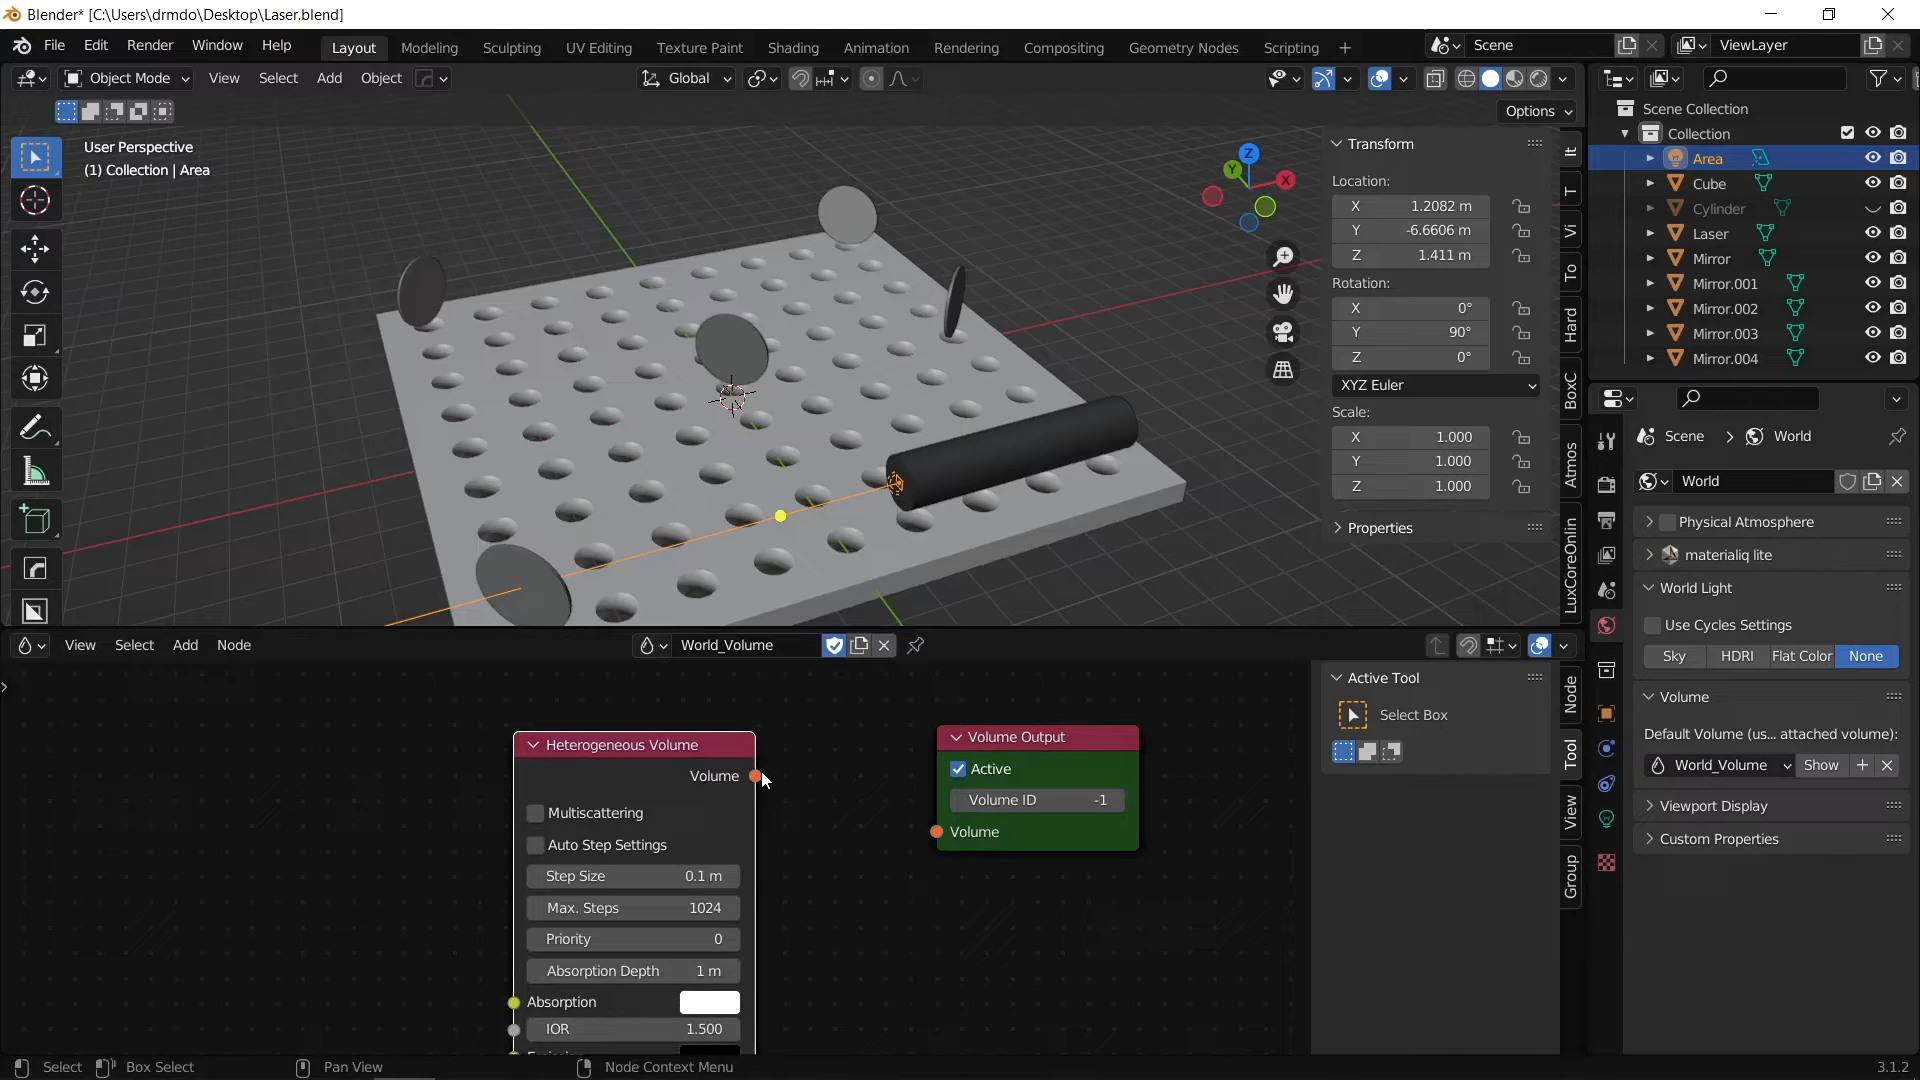 Blender* [C:\Users\drmdo\Desktop\Laser.blend]
File Edit Render Window Help
Layout Modeling Sculpting UV Editing Texture Paint Shading Animation Rendering Compositing Geometry Nodes Scripting +
Scene
ViewLayer
Object Mode View Select Add Object
Global
Options
User Perspective
(1) Collection | Area
Z
Y
X
Transform
Location:
X 1.2082 m
Y -6.6606 m
Z 1.411 m
Rotation:
X 0°
Y 90°
Z 0°
XYZ Euler
Scale:
X 1.000
Y 1.000
Z 1.000
Properties
It
T
Vi
To
Hard
BoxC
Atmos
LuxCoreOnlin
Scene Collection
Collection
Area
Cube
Cylinder
Laser
Mirror
Mirror.001
Mirror.002
Mirror.003
Mirror.004
Scene > World
World
Physical Atmosphere
materialiq lite
World Light
Use Cycles Settings
Sky HDRI Flat Color None
Volume
Default Volume (us... attached volume):
World_Volume Show
Viewport Display
Custom Properties
View Select Add Node
World_Volume
Heterogeneous Volume
Volume
Multiscattering
Auto Step Settings
Step Size 0.1 m
Max. Steps 1024
Priority 0
Absorption Depth 1 m
Absorption
IOR 1.500
Volume Output
Active
Volume ID -1
Volume
Active Tool
Select Box
Node
Tool
View
Group
Select Box Select Pan View Node Context Menu 3.1.2